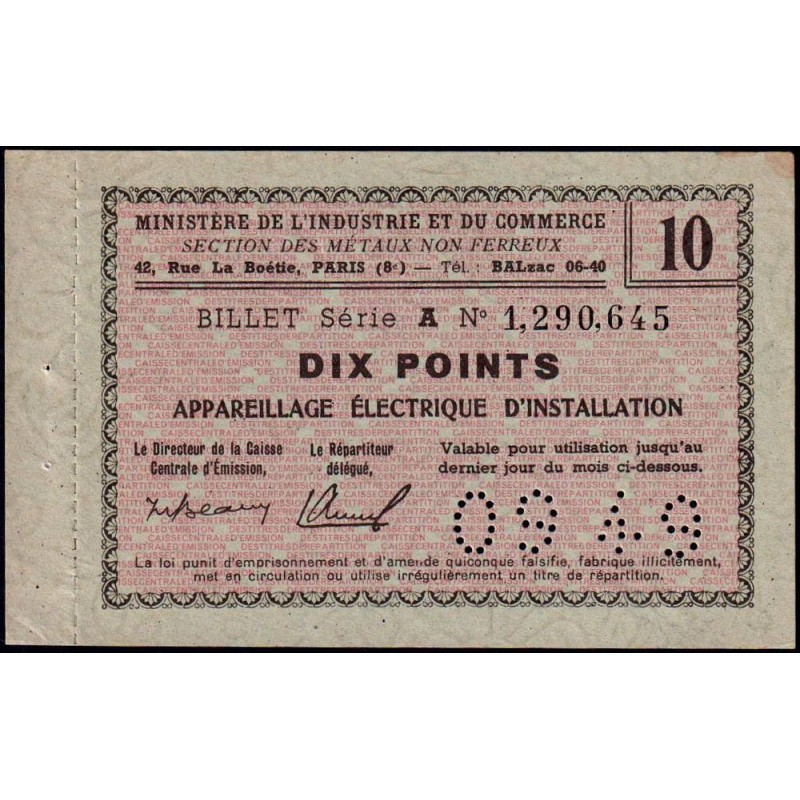 MINISTÈRE DE L'INDUSTRIE ET DU COMMERCE
SECTION DES MÉTAUX NON FERREUX
42, Rue La Boétie, PARIS (8e) — Tél. : BALzac 06-40
10
BILLET Série A No 1,290,645
DIX POINTS
APPAREILLAGE ÉLECTRIQUE D'INSTALLATION
Le Directeur de la Caisse
Centrale d'Émission,
Le Répartiteur
délégué,
Valable pour utilisation jusqu'au
dernier jour du mois ci-dessous.
09 49
La loi punit d'emprisonnement et d'amende quiconque falsifie, fabrique illicitement,
met en circulation ou utilise irrégulièrement un titre de répartition.